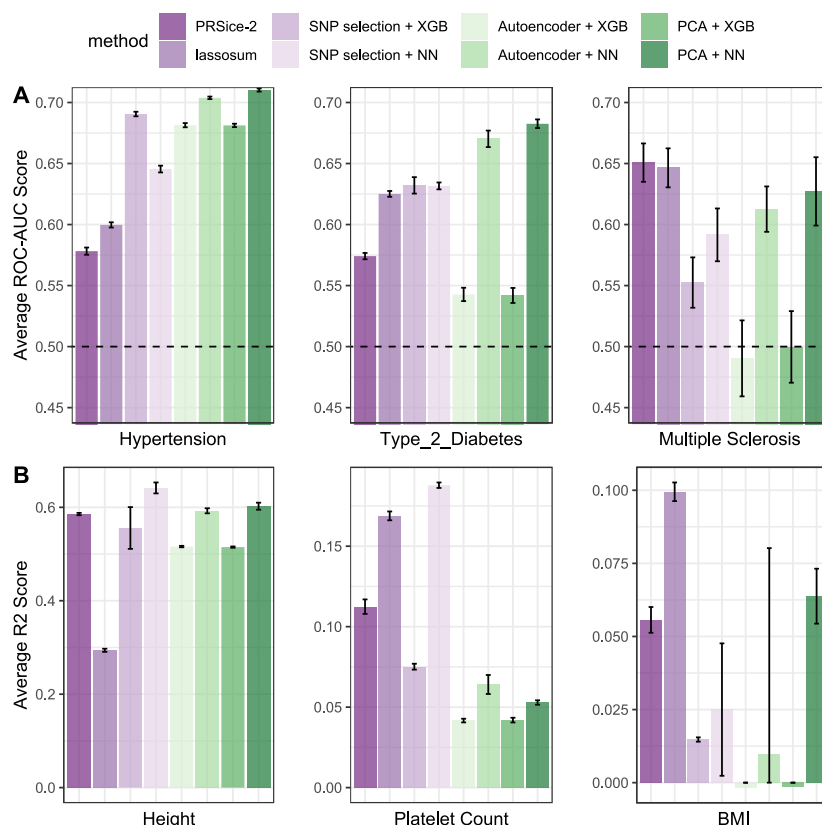 method PRSice-2 SNP selection + XGB Autoencoder + XGB PCA + XGB
lassosum SNP selection + NN Autoencoder + NN PCA + NN
A
Average ROC-AUC Score
0.70
0.65
0.60
0.55
0.50
0.45
Hypertension
0.70
0.65
0.60
0.55
0.50
0.45
Type_2_Diabetes
0.70
0.65
0.60
0.55
0.50
0.45
Multiple Sclerosis
B
Average R2 Score
0.6
0.4
0.2
0.0
Height
0.15
0.10
0.05
0.00
Platelet Count
0.100
0.075
0.050
0.025
0.000
BMI